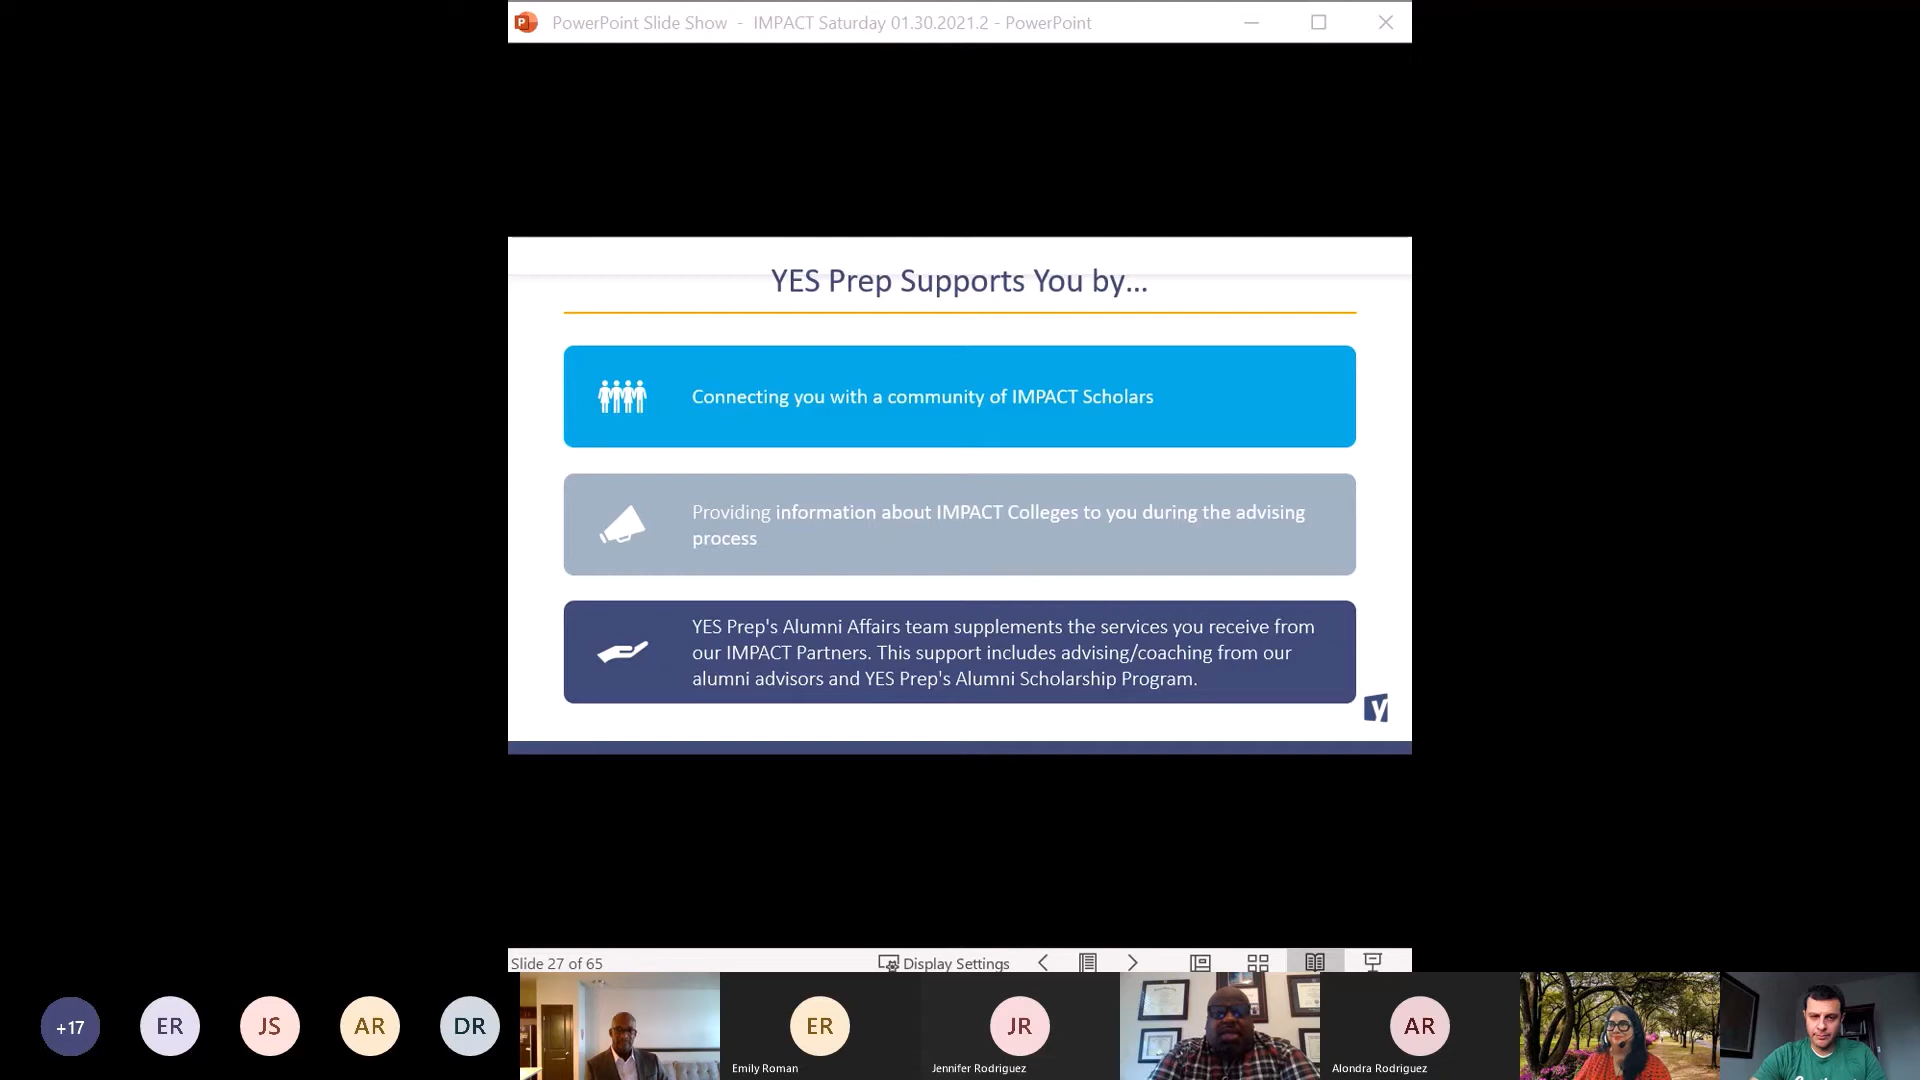 PowerPoint Slide Show - IMPACT Saturday 01.30.2021.2 - PowerPoint
YES Prep Supports You by...
Connecting you with a community of IMPACT Scholars
Providing information about IMPACT Colleges to you during the advising
process
YES Prep's Alumni Affairs team supplements the services you receive from
our IMPACT Partners. This support includes advising/coaching from our
alumni advisors and YES Prep's Alumni Scholarship Program.
y
Slide 27 of 65
Display Settings
+17
ER
JS
AR
DR
ER
Emily Roman
JR
Jennifer Rodriguez
AR
Alondra Rodriguez